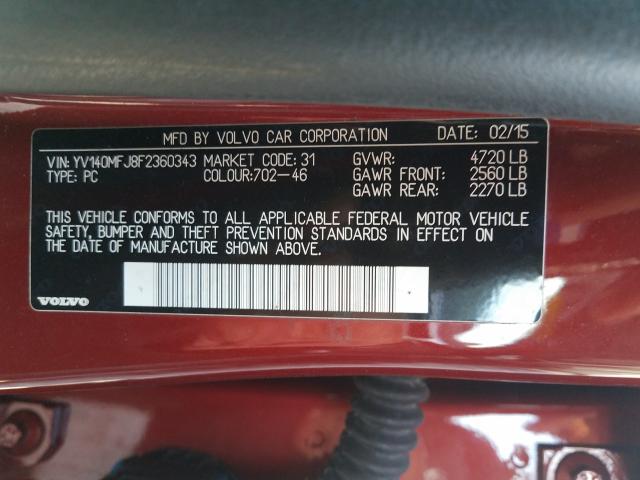 MFD BY VOLVO CAR CORPORATION DATE: 02/15
VIN: YV140MFJ8F2360343 MARKET CODE: 31 GVWR: 4720 LB
TYPE: PC COLOUR:702-46 GAWR FRONT: 2560 LB
GAWR REAR: 2270 LB
THIS VEHICLE CONFORMS TO ALL APPLICABLE FEDERAL MOTOR VEHICLE
SAFETY, BUMPER AND THEFT PREVENTION STANDARDS IN EFFECT ON
THE DATE OF MANUFACTURE SHOWN ABOVE.
VOLVO